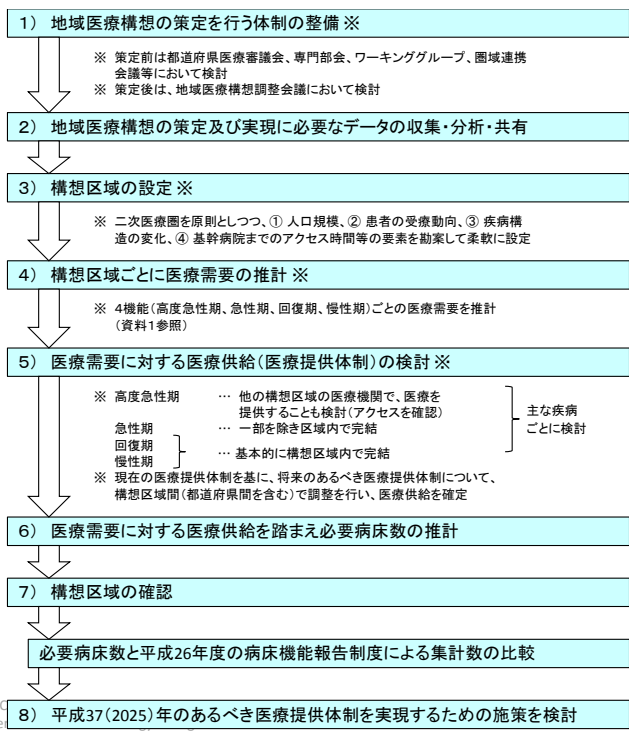 1) 地域医療構想の策定を行う体制の整備 ※
※ 策定前は都道府県医療審議会、専門部会、ワーキンググループ、圏域連携
会議等において検討
※ 策定後は、地域医療構想調整会議において検討
2) 地域医療構想の策定及び実現に必要なデータの収集・分析・共有
3) 構想区域の設定 ※
※ 二次医療圏を原則としつつ、① 人口規模、② 患者の受療動向、③ 疾病構
造の変化、④ 基幹病院までのアクセス時間等の要素を勘案して柔軟に設定
4) 構想区域ごとに医療需要の推計 ※
※ 4機能(高度急性期、急性期、回復期、慢性期)ごとの医療需要を推計
(資料1参照)
5) 医療需要に対する医療供給(医療提供体制)の検討 ※
※ 高度急性期 … 他の構想区域の医療機関で、医療を
提供することも検討(アクセスを確認)
急性期 … 一部を除き区域内で完結
回復期
慢性期
… 基本的に構想区域内で完結
主な疾病
ごとに検討
※ 現在の医療提供体制を基に、将来のあるべき医療提供体制について、
構想区域間(都道府県間を含む)で調整を行い、医療供給を確定
6) 医療需要に対する医療供給を踏まえ必要病床数の推計
7) 構想区域の確認
必要病床数と平成26年度の病床機能報告制度による集計数の比較
8) 平成37(2025)年のあるべき医療提供体制を実現するための施策を検討